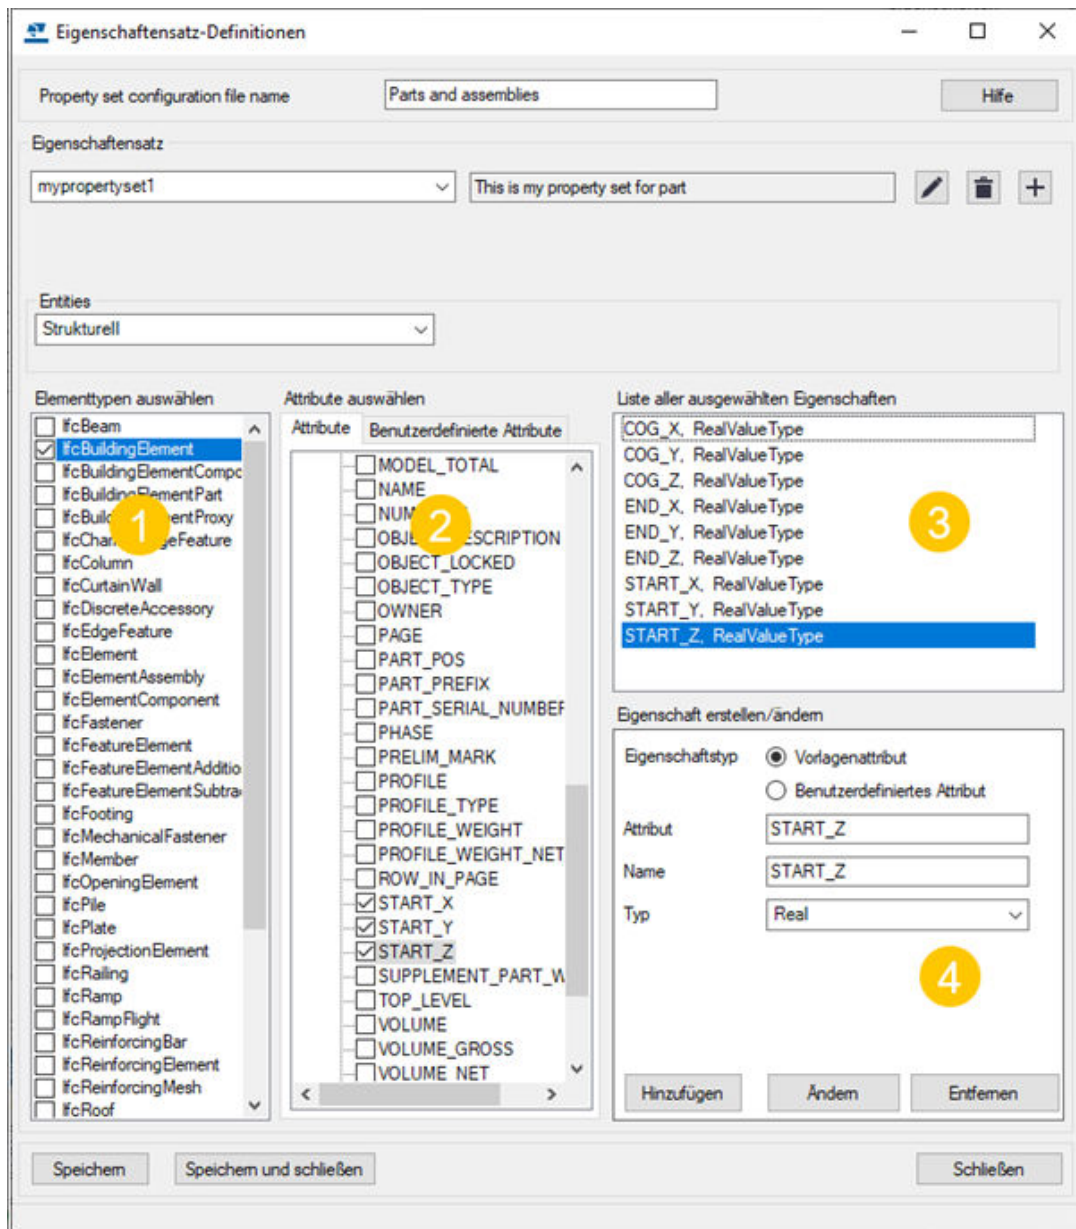 Eigenschaftensatz-Definitionen
Property set configuration file name
Parts and assemblies
Hilfe
Eigenschaftensatz
mypropertyset1
This is my property set for part
Entities
Strukturell
Elementtypen auswählen
IfcBeam
IfcBuildingElement
IfcBuildingElementCompc
IfcBuildingElementPart
1
IfcColumn
IfcCurtainWall
IfcDiscreteAccessory
IfcEdgeFeature
IfcElement
IfcElementAssembly
IfcElementComponent
IfcFastener
IfcFeatureElement
IfcFeatureElementAdditio
IfcFeatureElementSubtra
IfcFooting
IfcMechanicalFastener
IfcMember
IfcOpeningElement
IfcPile
IfcPlate
IfcProjectionElement
IfcRailing
IfcRamp
IfcRampFlight
IfcReinforcingBar
IfcReinforcingElement
IfcReinforcingMesh
IfcRoof
Attribute auswählen
Attribute
Benutzerdefinierte Attribute
MODEL_TOTAL
NAME
2
OBJECT_LOCKED
OBJECT_TYPE
OWNER
PAGE
PART_POS
PART_PREFIX
PART_SERIAL_NUMBER
PHASE
PRELIM_MARK
PROFILE
PROFILE_TYPE
PROFILE_WEIGHT
PROFILE_WEIGHT_NET
ROW_IN_PAGE
START_X
START_Y
START_Z
SUPPLEMENT_PART_W
TOP_LEVEL
VOLUME
VOLUME_GROSS
VOLUME_NET
Liste aller ausgewählten Eigenschaften
COG_X, RealValueType
COG_Y, RealValueType
COG_Z, RealValueType
END_X, RealValueType
3
END_Y, RealValueType
END_Z, RealValueType
START_X, RealValueType
START_Y, RealValueType
START_Z, RealValueType
Eigenschaft erstellen/ändern
Eigenschaftstyp
Vorlagenattribut
Benutzerdefiniertes Attribut
Attribut
START_Z
Name
START_Z
Typ
Real
4
Hinzufügen
Ändern
Entfernen
Speichern
Speichern und schließen
Schließen